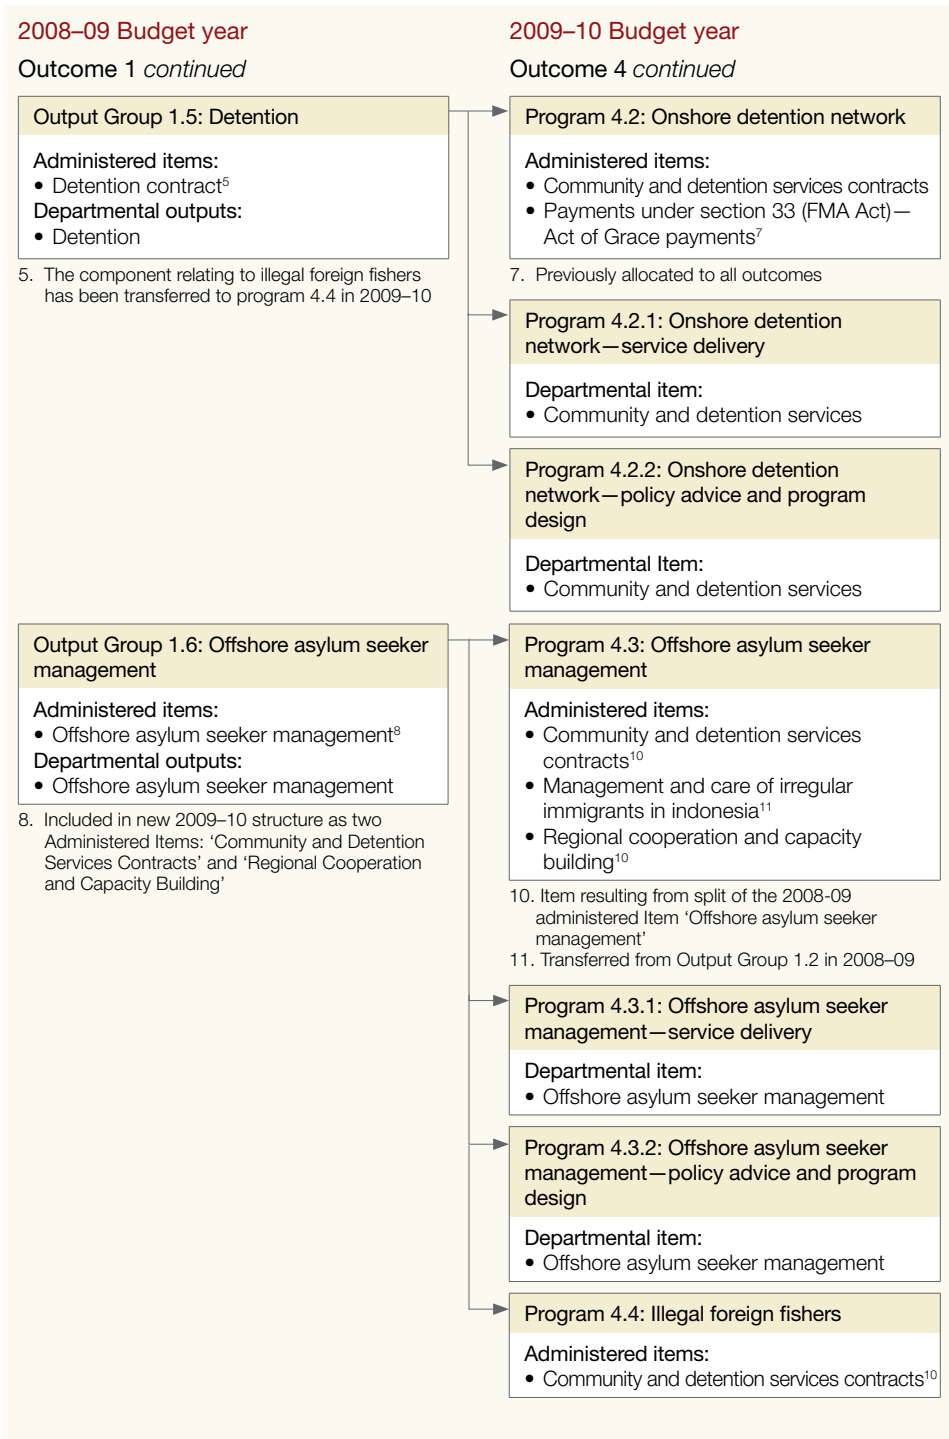 2008–09 Budget year
Outcome 1 continued
Output Group 1.5: Detention
Administered items:
• Detention contract5
Departmental outputs:
• Detention
5. The component relating to illegal foreign fishers
has been transferred to program 4.4 in 2009–10
2009–10 Budget year
Outcome 4 continued
Program 4.2: Onshore detention network
Administered items:
• Community and detention services contracts
• Payments under section 33 (FMA Act)—
Act of Grace payments7
7. Previously allocated to all outcomes
Program 4.2.1: Onshore detention
network—service delivery
Departmental item:
• Community and detention services
Program 4.2.2: Onshore detention
network—policy advice and program
design
Departmental Item:
• Community and detention services
Output Group 1.6: Offshore asylum seeker
management
Administered items:
• Offshore asylum seeker management8
Departmental outputs:
• Offshore asylum seeker management
8. Included in new 2009–10 structure as two
Administered Items: ‘Community and Detention
Services Contracts’ and ‘Regional Cooperation
and Capacity Building’
Program 4.3: Offshore asylum seeker
management
Administered items:
• Community and detention services
contracts10
• Management and care of irregular
immigrants in indonesia11
• Regional cooperation and capacity
building10
10. Item resulting from split of the 2008-09
administered Item ‘Offshore asylum seeker
management’
11. Transferred from Output Group 1.2 in 2008–09
Program 4.3.1: Offshore asylum seeker
management—service delivery
Departmental item:
• Offshore asylum seeker management
Program 4.3.2: Offshore asylum seeker
management—policy advice and program
design
Departmental item:
• Offshore asylum seeker management
Program 4.4: Illegal foreign fishers
Administered items:
• Community and detention services contracts10